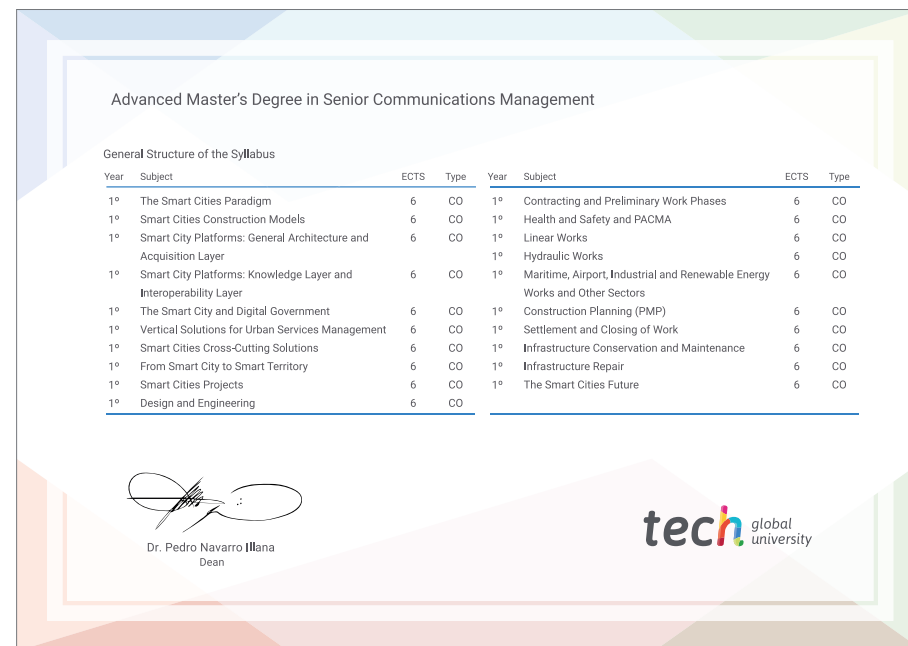 Advanced Master's Degree in Senior Communications Management
General Structure of the Syllabus
Year Subject ECTS Type
1º The Smart Cities Paradigm 6 CO
1º Smart Cities Construction Models 6 CO
1º Smart City Platforms: General Architecture and 6 CO
Acquisition Layer
1º Smart City Platforms: Knowledge Layer and 6 CO
Interoperability Layer
1º The Smart City and Digital Government 6 CO
1º Vertical Solutions for Urban Services Management 6 CO
1º Smart Cities Cross-Cutting Solutions 6 CO
1º From Smart City to Smart Territory 6 CO
1º Smart Cities Projects 6 CO
1º Design and Engineering 6 CO
Year Subject ECTS Type
1º Contracting and Preliminary Work Phases 6 CO
1º Health and Safety and PACMA 6 CO
1º Linear Works 6 CO
1º Hydraulic Works 6 CO
1º Maritime, Airport, Industrial and Renewable Energy 6 CO
Works and Other Sectors
1º Construction Planning (PMP) 6 CO
1º Settlement and Closing of Work 6 CO
1º Infrastructure Conservation and Maintenance 6 CO
1º Infrastructure Repair 6 CO
1º The Smart Cities Future 6 CO
Dr. Pedro Navarro Illana
Dean
tech global
university